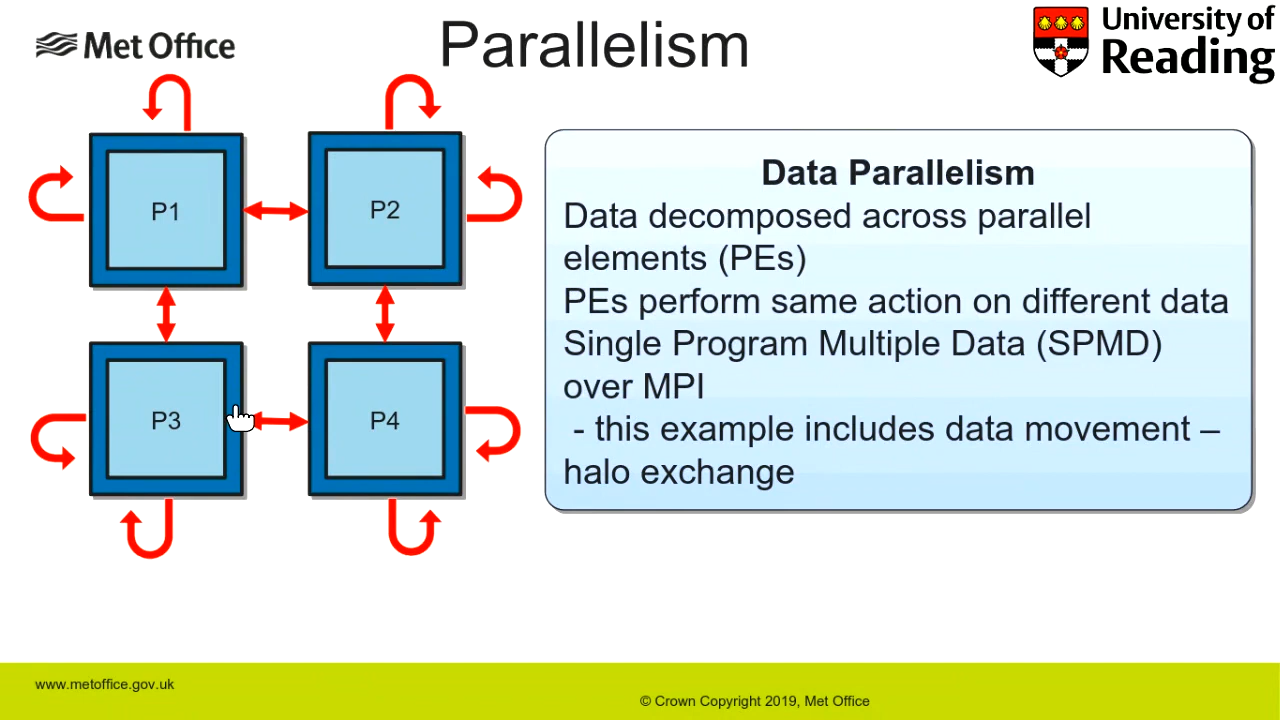 Met Office
Parallelism
University of
Reading
P1
P2
P3
P4
Data Parallelism
Data decomposed across parallel
elements (PEs)
PEs perform same action on different data
Single Program Multiple Data (SPMD)
over MPI
- this example includes data movement –
halo exchange
www.metoffice.gov.uk
© Crown Copyright 2019, Met Office